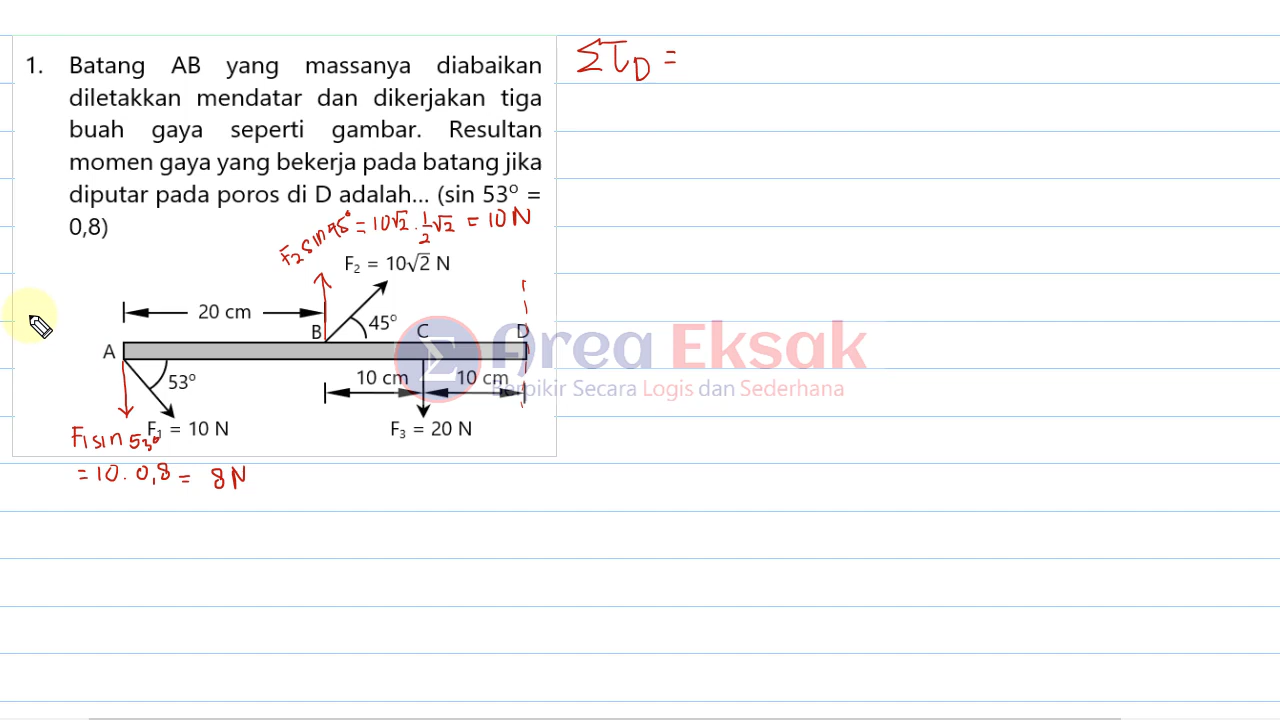 1. Batang AB yang massanya diabaikan
diletakkan mendatar dan dikerjakan tiga
buah gaya seperti gambar. Resultan
momen gaya yang bekerja pada batang jika
diputar pada poros di D adalah... (sin 53° =
0,8)
Στ_D =
F₂ sin 45° = 10√2 . 1/2 √2 = 10 N
F₂ = 10√2 N
20 cm
B
45°
C
D
A
53°
10 cm
10 cm
F₁ = 10 N
F₃ = 20 N
F₁ sin 53°
= 10 . 0,8 = 8 N
Σ Area Eksak
Berpikir Secara Logis dan Sederhana